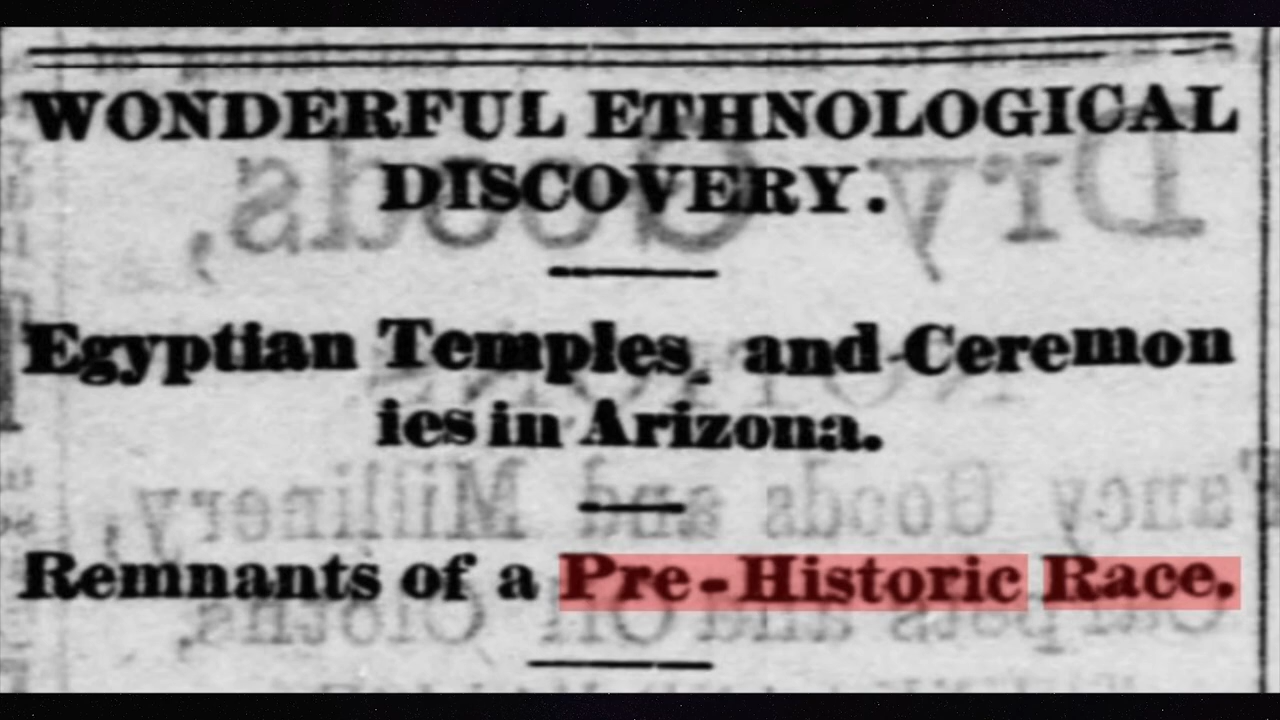 WONDERFUL ETHNOLOGICAL
DISCOVERY.
Egyptian Temples, and Ceremon
ies in Arizona.
Remnants of a Pre-Historic Race.